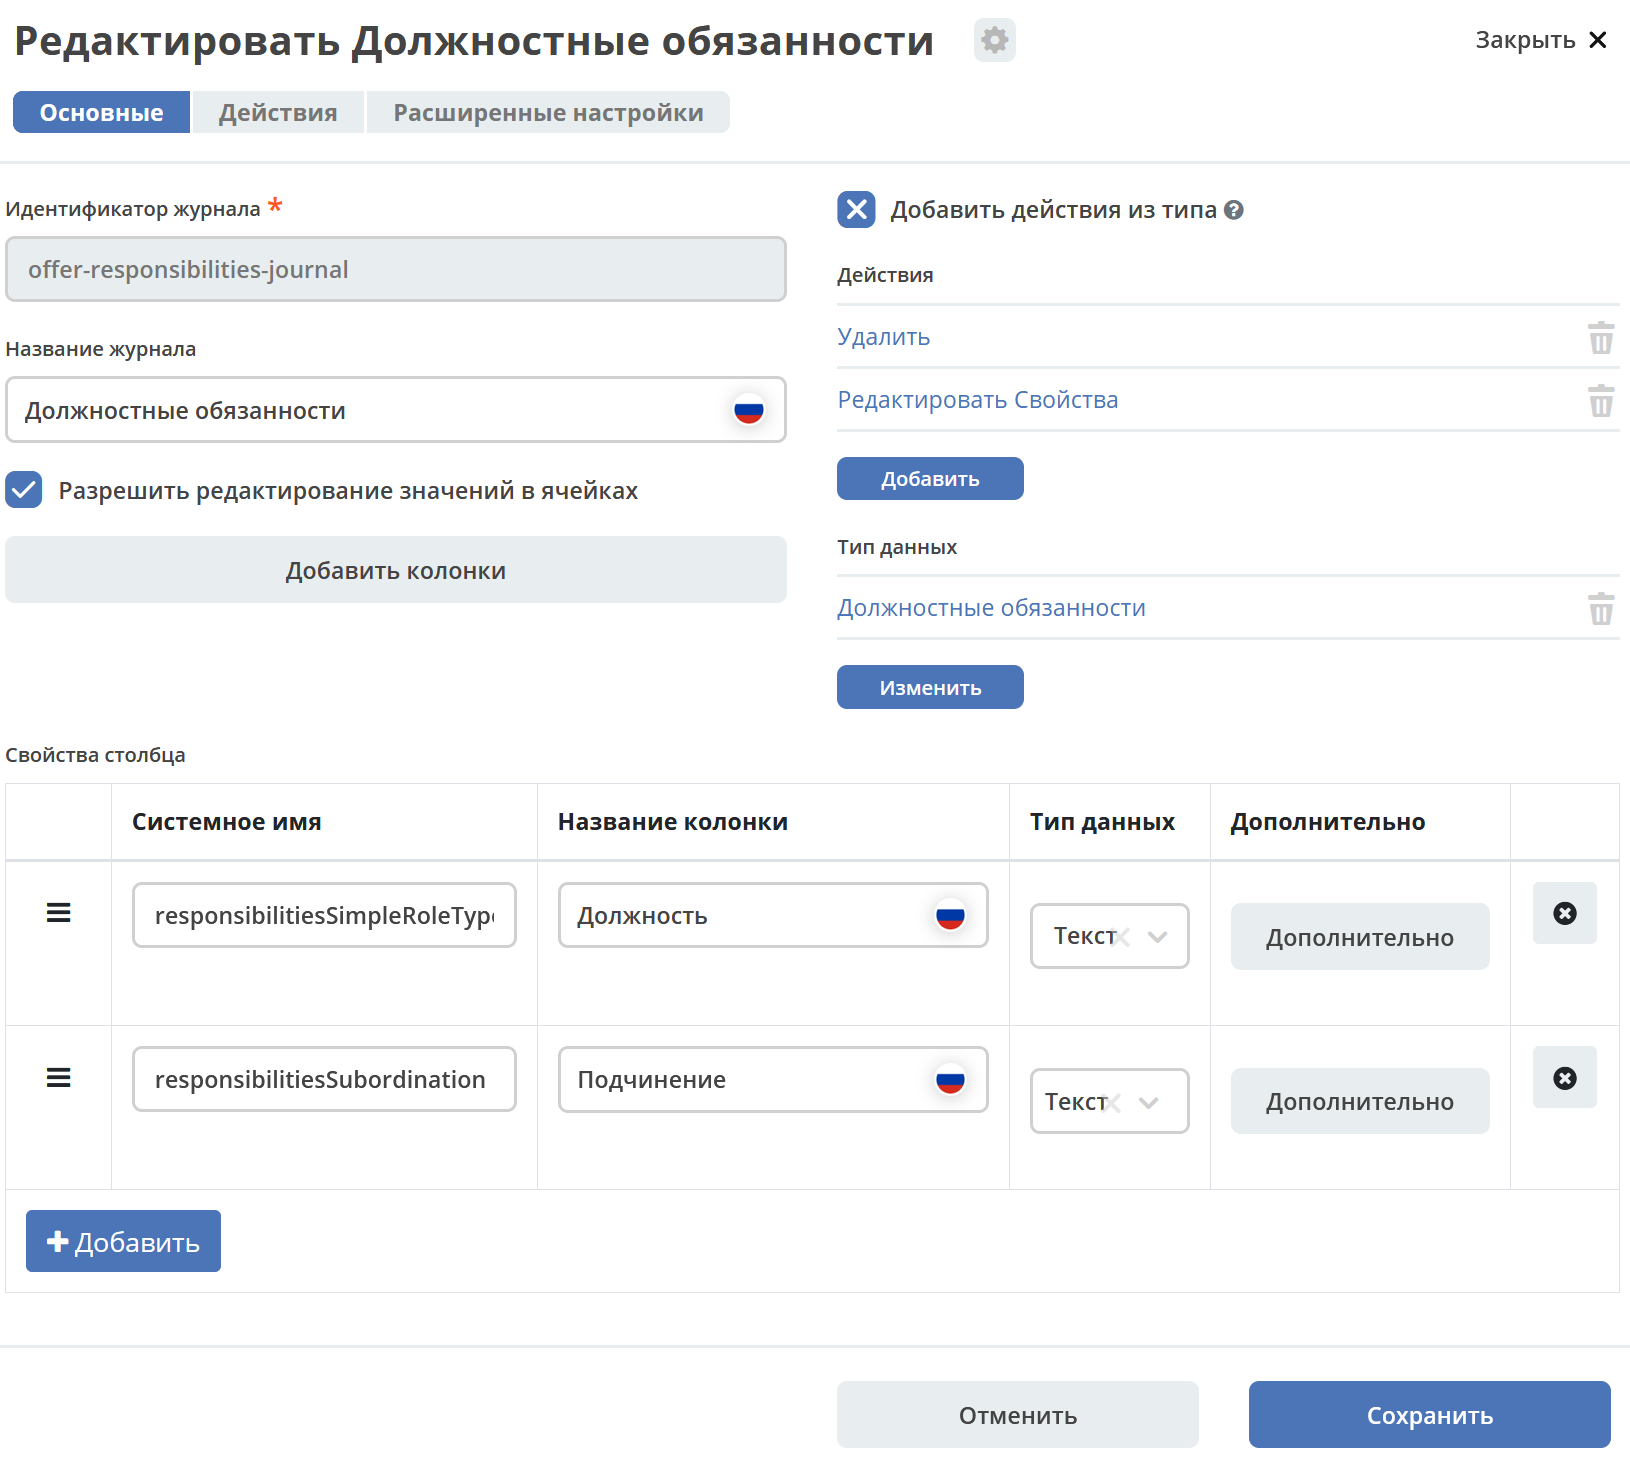 Редактировать Должностные обязанности
Закрыть
Основные
Действия
Расширенные настройки
Идентификатор журнала *
offer-responsibilities-journal
Название журнала
Должностные обязанности
Разрешить редактирование значений в ячейках
Добавить колонки
Добавить действия из типа
Действия
Удалить
Редактировать Свойства
Добавить
Тип данных
Должностные обязанности
Изменить
Свойства столбца
Системное имя
Название колонки
Тип данных
Дополнительно
responsibilitiesSimpleRoleType
Должность
Текст
Дополнительно
responsibilitiesSubordination
Подчинение
Текст
Дополнительно
Добавить
Отменить
Сохранить